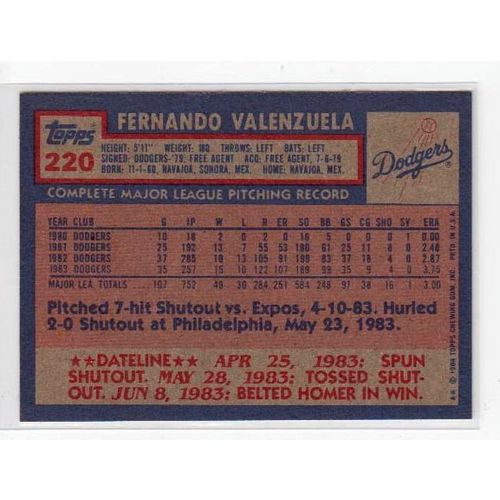 FERNANDO VALENZUELA
Topps
220
HEIGHT: 5'11" WEIGHT: 180 THROWS: LEFT BATS: LEFT
SIGNED: DODGERS-'79, FREE AGENT ACQ: FREE AGENT, 7-6-79
BORN: 11-1-60, NAVAJOA, SONORA, MEX. HOME: NAVAJOA, MEX.
Dodgers
COMPLETE MAJOR LEAGUE PITCHING RECORD
YEAR CLUB G IP W L R ER SO BB GS CG SHO SV ERA
1980 DODGERS 10 18 2 0 2 0 16 5 0 0 0 1 0.00
1981 DODGERS 25 192 13 7 55 53 180 61 25 11 8 0 2.48
1982 DODGERS 37 285 19 13 105 91 199 83 37 18 4 0 2.87
1983 DODGERS 35 257 15 10 122 107 189 99 35 9 4 0 3.75
MAJOR LEA. TOTALS 107 752 49 30 284 251 584 248 97 38 16 1
Pitched 7-hit Shutout vs. Expos, 4-10-83. Hurled
2-0 Shutout at Philadelphia, May 23, 1983.
★★DATELINE★★ APR 25, 1983: SPUN
SHUTOUT. MAY 28, 1983: TOSSED SHUT-
OUT. JUN 8, 1983: BELTED HOMER IN WIN.
© 1984 TOPPS CHEWING GUM, INC. PRTD. IN U.S.A.